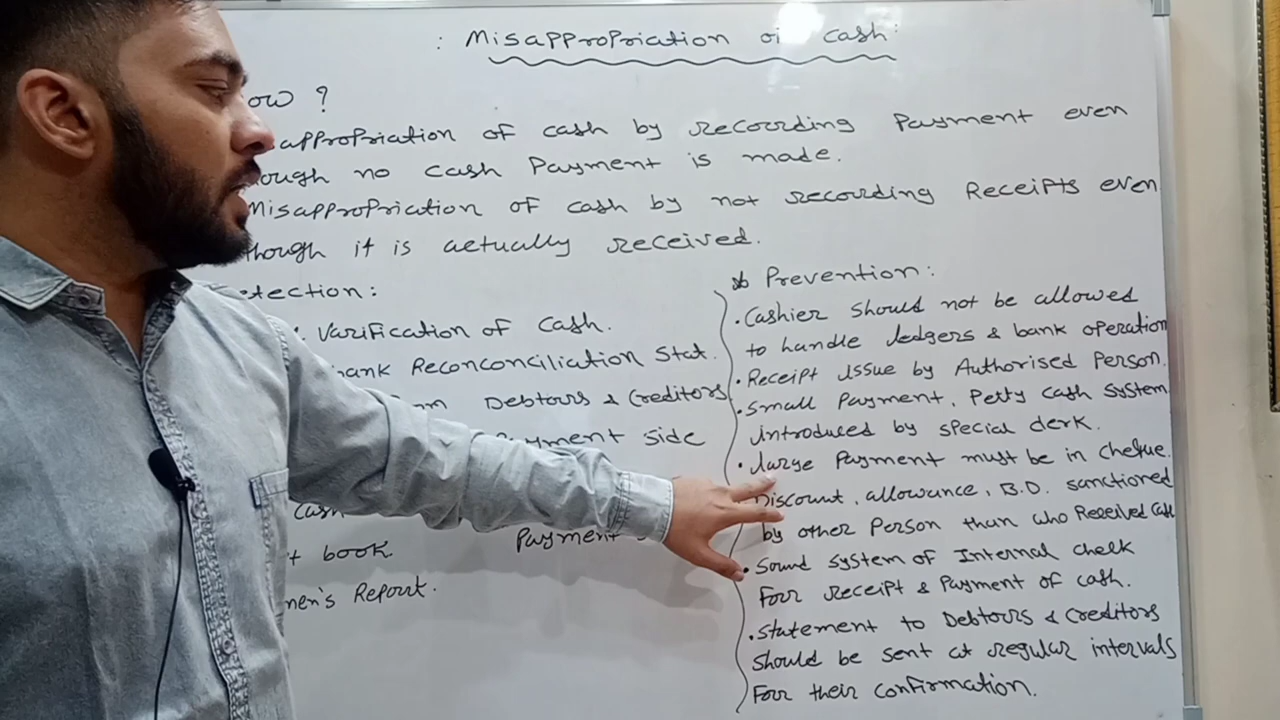 : Misappropriation of cash:
ow ?
appropriation of cash by recording Payment even
ough no cash Payment is made.
Misappropriation of cash by not recording Receipts even
though it is actually received.
etection:
: Varification of Cash.
bank Reconconciliation Stat.
om Debtors & Creditors
ayment side
Cash
Payment
t book
men's Report.
Prevention:
• Cashier should not be allowed
to handle ledgers & bank operation
• Receipt issue by Authorised Person.
• Small Payment, Petty Cash System
introduced by special clerk.
• Large Payment must be in cheque.
Discount, allowance, B.D. sanctioned
by other Person than who Received Cash
• Sound System of Internal check
For receipt & Payment of cash.
• Statement to Debtors & Creditors
should be sent at regular intervals
For their confirmation.